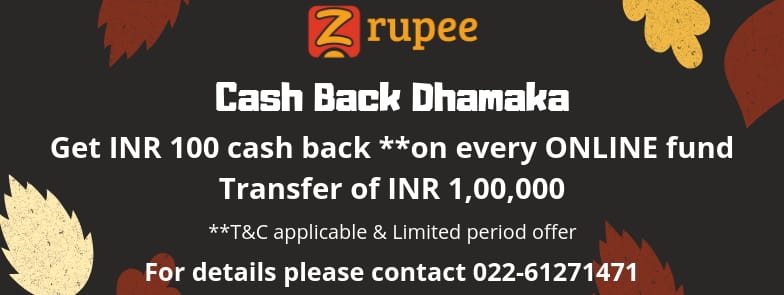 Z rupee
Cash Back Dhamaka
Get INR 100 cash back **on every ONLINE fund
Transfer of INR 1,00,000
**T&C applicable & Limited period offer
For details please contact 022-61271471